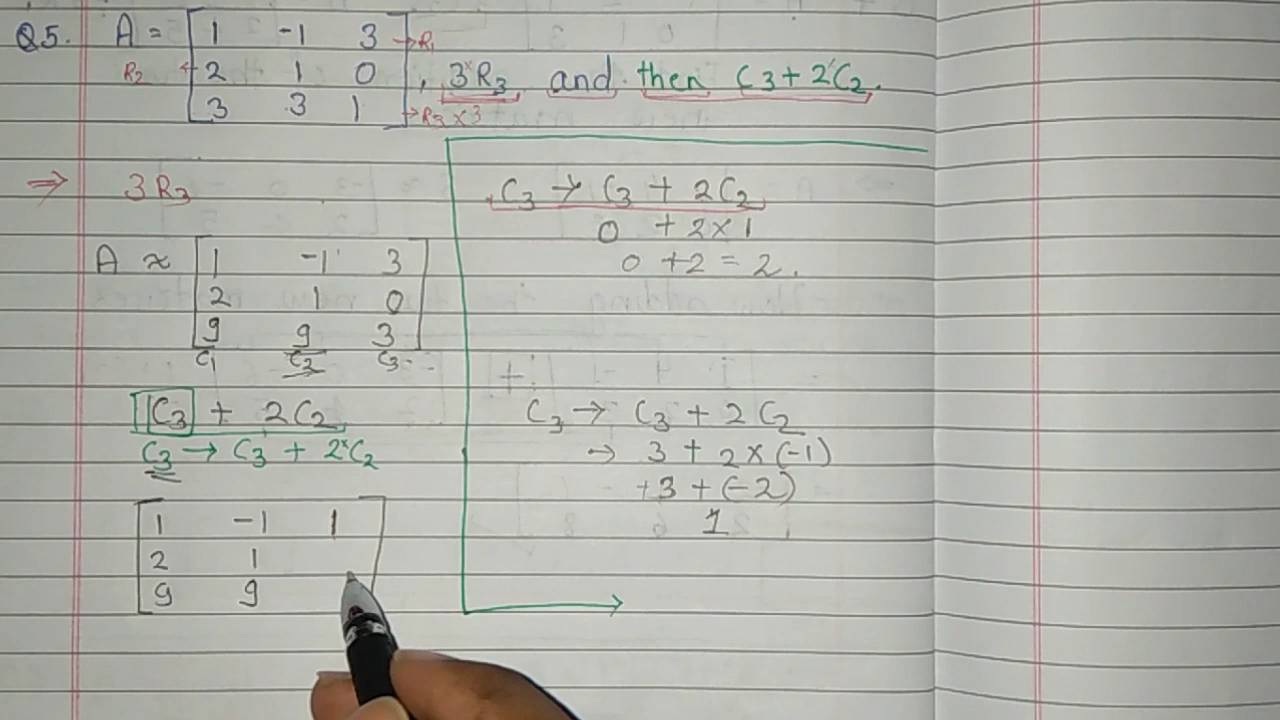 Q5. A = [ 1 -1 3 ] → R1
R2 ← 2 1 0 , 3×R3 and then C3 + 2C2.
3 3 1 → R3 × 3
⇒ 3R3
A ≈ [ 1 -1 3
2 1 0
9 9 3 ]
C1 C2 C3
C3 + 2C2
C3 → C3 + 2×C2
[ 1 -1 1
2 1
9 9 ]
C3 → C3 + 2C2
0 + 2×1
0 + 2 = 2.
C3 → C3 + 2C2
→ 3 + 2×(-1)
+3 + (-2)
1